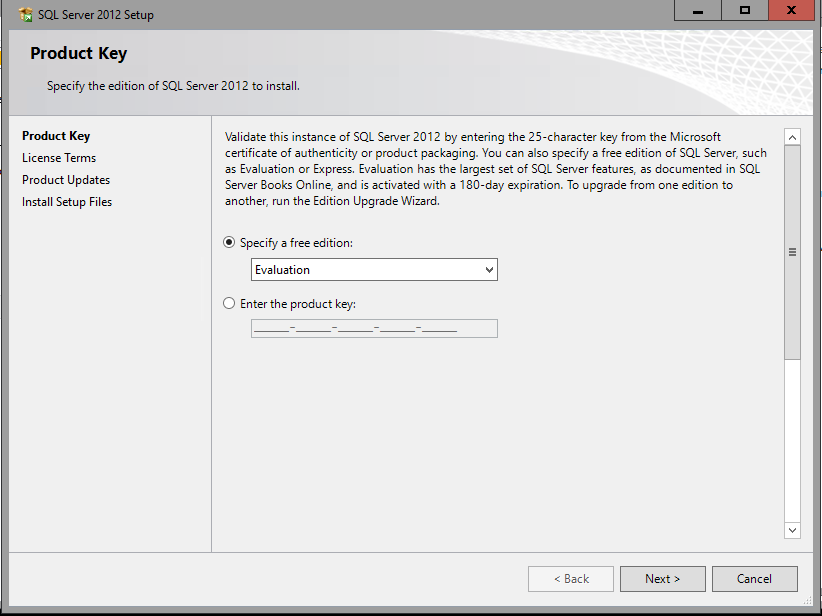 SQL Server 2012 Setup
Product Key
Specify the edition of SQL Server 2012 to install.
Product Key
License Terms
Product Updates
Install Setup Files
Validate this instance of SQL Server 2012 by entering the 25-character key from the Microsoft
certificate of authenticity or product packaging. You can also specify a free edition of SQL Server, such
as Evaluation or Express. Evaluation has the largest set of SQL Server features, as documented in SQL
Server Books Online, and is activated with a 180-day expiration. To upgrade from one edition to
another, run the Edition Upgrade Wizard.
Specify a free edition:
Evaluation
Enter the product key:
_____-_____-_____-_____-_____
< Back
Next >
Cancel